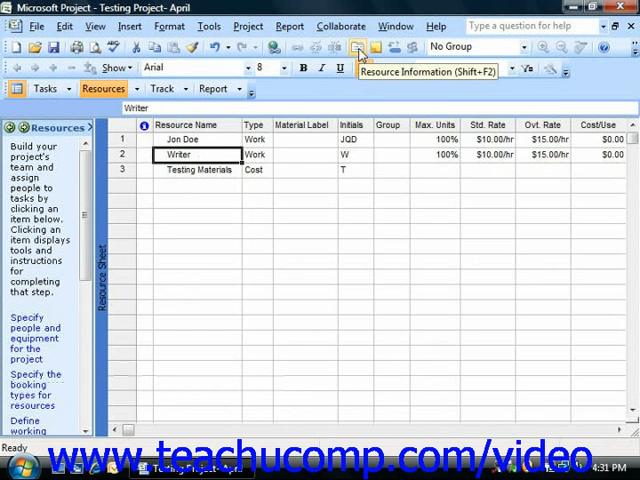 Microsoft Project - Testing Project- April
File Edit View Insert Format Tools Project Report Collaborate Window Help Type a question for help
No Group
Show Arial 8 B I U
Resource Information (Shift+F2)
Tasks Resources Track Report
Writer
Resources
Resource Name Type Material Label Initials Group Max. Units Std. Rate Ovt. Rate Cost/Use
1 Jon Doe Work JQD 100% $10.00/hr $15.00/hr $0.00
2 Writer Work W 100% $10.00/hr $15.00/hr $0.00
3 Testing Materials Cost T
Build your
project's
team and
assign
people to
tasks by
clicking an
item below.
Clicking an
item displays
tools and
instructions
for
completing
that step.
Specify
people and
equipment
for the
project
Specify the
booking
types for
resources
Define
working
Resource Sheet
Ready
www.teachucomp.com/video
Testing Project- Apri
4:31 PM